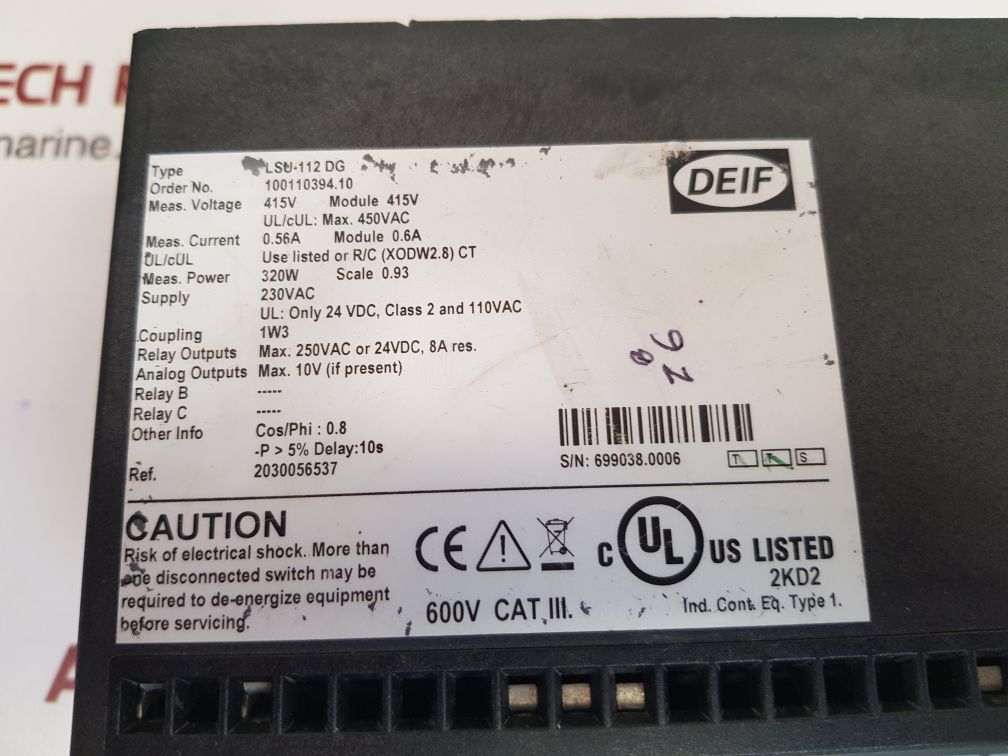 ECH
marine.
Type LSU-112 DG
Order No. 100110394.10
Meas. Voltage 415V Module 415V
UL/cUL: Max. 450VAC
Meas. Current 0.56A Module 0.6A
UL/cUL Use listed or R/C (XODW2.8) CT
Meas. Power 320W Scale 0.93
Supply 230VAC
UL: Only 24 VDC, Class 2 and 110VAC
Coupling 1W3
Relay Outputs Max. 250VAC or 24VDC, 8A res.
Analog Outputs Max. 10V (if present)
Relay B -----
Relay C -----
Other Info Cos/Phi : 0.8
-P > 5% Delay:10s
Ref. 2030056537
DEIF
S/N: 699038.0006
T T S
CAUTION
Risk of electrical shock. More than
one disconnected switch may be
required to de-energize equipment
before servicing.
CE
600V CAT.III.
c UL US LISTED
2KD2
Ind. Cont. Eq. Type 1.